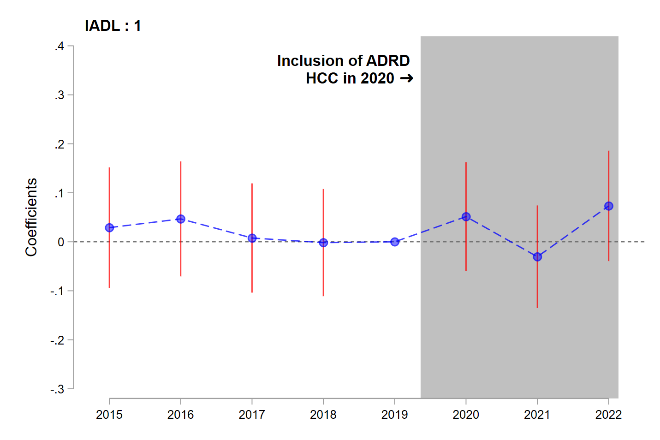 IADL : 1
Inclusion of ADRD
HCC in 2020 →
Coefficients
.4
.3
.2
.1
0
-.1
-.2
-.3
2015 2016 2017 2018 2019 2020 2021 2022